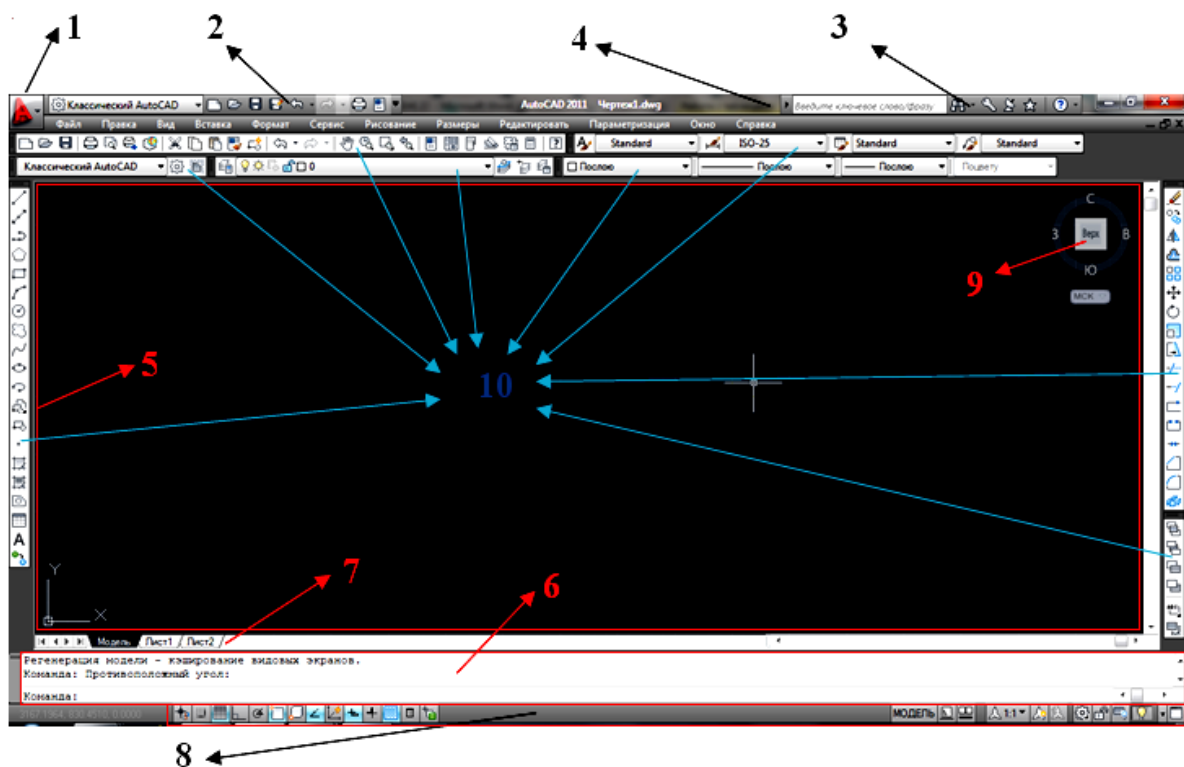 1 2 4 3
Классический AutoCAD AutoCAD 2011 Чертеж1.dwg Введите ключевое слово/фразу
Файл Правка Вид Вставка Формат Сервис Рисование Размеры Редактировать Параметризация Окно Справка
Standard ISO-25 Standard Standard
Классический AutoCAD 0 Послою Послою Послою Поцвету
С
З Верх В
9
Ю
МСК
10
5
A
Y
X
7
6
Модель Лист1 Лист2
Регенерация модели - кэширование видовых экранов.
Команда: Противоположный угол:
Команда:
МОДЕЛЬ 1:1
8